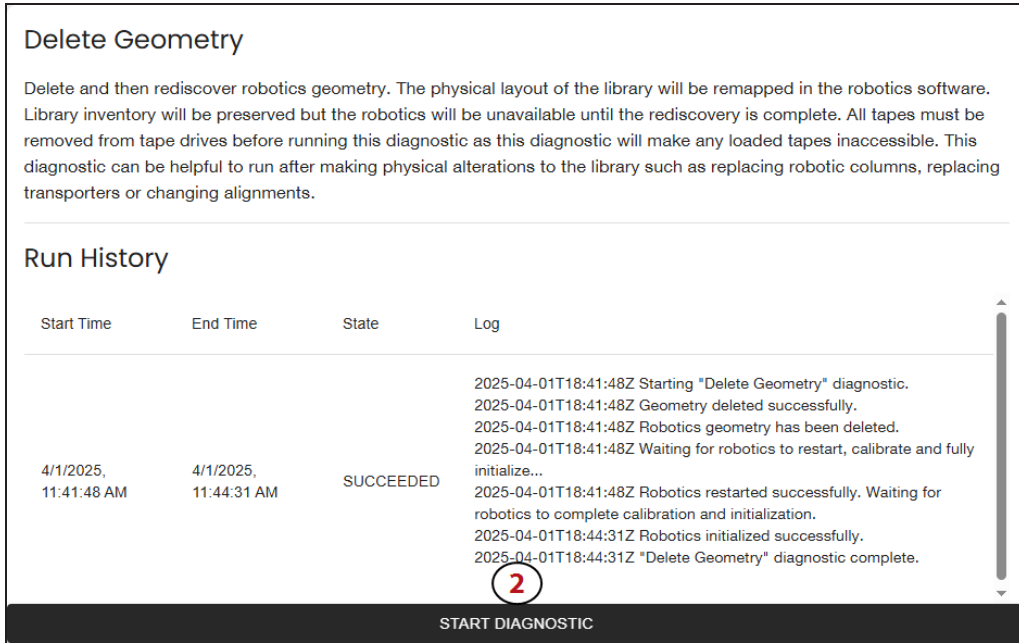 Delete Geometry
Delete and then rediscover robotics geometry. The physical layout of the library will be remapped in the robotics software.
Library inventory will be preserved but the robotics will be unavailable until the rediscovery is complete. All tapes must be
removed from tape drives before running this diagnostic as this diagnostic will make any loaded tapes inaccessible. This
diagnostic can be helpful to run after making physical alterations to the library such as replacing robotic columns, replacing
transporters or changing alignments.
Run History
Start Time End Time State Log
2025-04-01T18:41:48Z Starting "Delete Geometry" diagnostic.
2025-04-01T18:41:48Z Geometry deleted successfully.
2025-04-01T18:41:48Z Robotics geometry has been deleted.
2025-04-01T18:41:48Z Waiting for robotics to restart, calibrate and fully
initialize...
2025-04-01T18:41:48Z Robotics restarted successfully. Waiting for
robotics to complete calibration and initialization.
2025-04-01T18:44:31Z Robotics initialized successfully.
2025-04-01T18:44:31Z "Delete Geometry" diagnostic complete.
4/1/2025,
11:41:48 AM
4/1/2025,
11:44:31 AM
SUCCEEDED
2
START DIAGNOSTIC